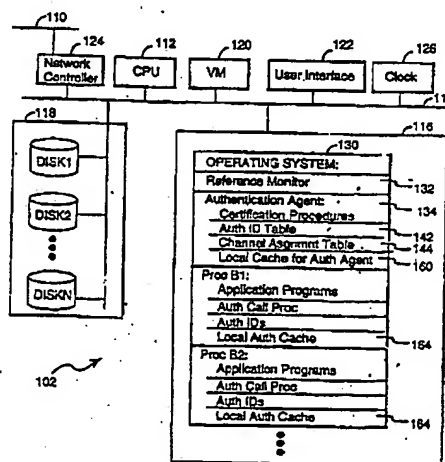 110
124
112
120
122
126
Network
Controller
CPU
VM
User Interface
Clock
118
116
DISK1
DISK2
DISKN
102
130
OPERATING SYSTEM:
Reference Monitor
132
Authentication Agent:
134
Certification Procedures
Auth ID Table
142
Channel Asgnmt Table
144
Local Cache for Auth Agent
160
Proc B1:
Application Programs
Auth Call Proc
Auth IDs
Local Auth Cache
164
Proc B2:
Application Programs
Auth Call Proc
Auth IDs
Local Auth Cache
164